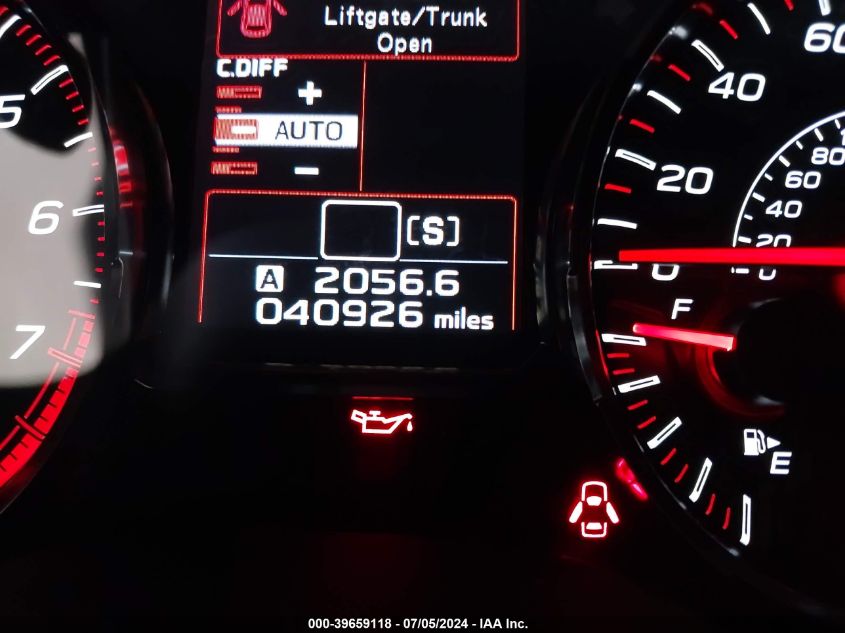 Liftgate/Trunk
Open
C.DIFF
+
AUTO
–
[S]
A 2056.6
040926 miles
5
6
7
60
40
20
0
80
60
40
20
0
F
E
000-39659118 - 07/05/2024 - IAA Inc.